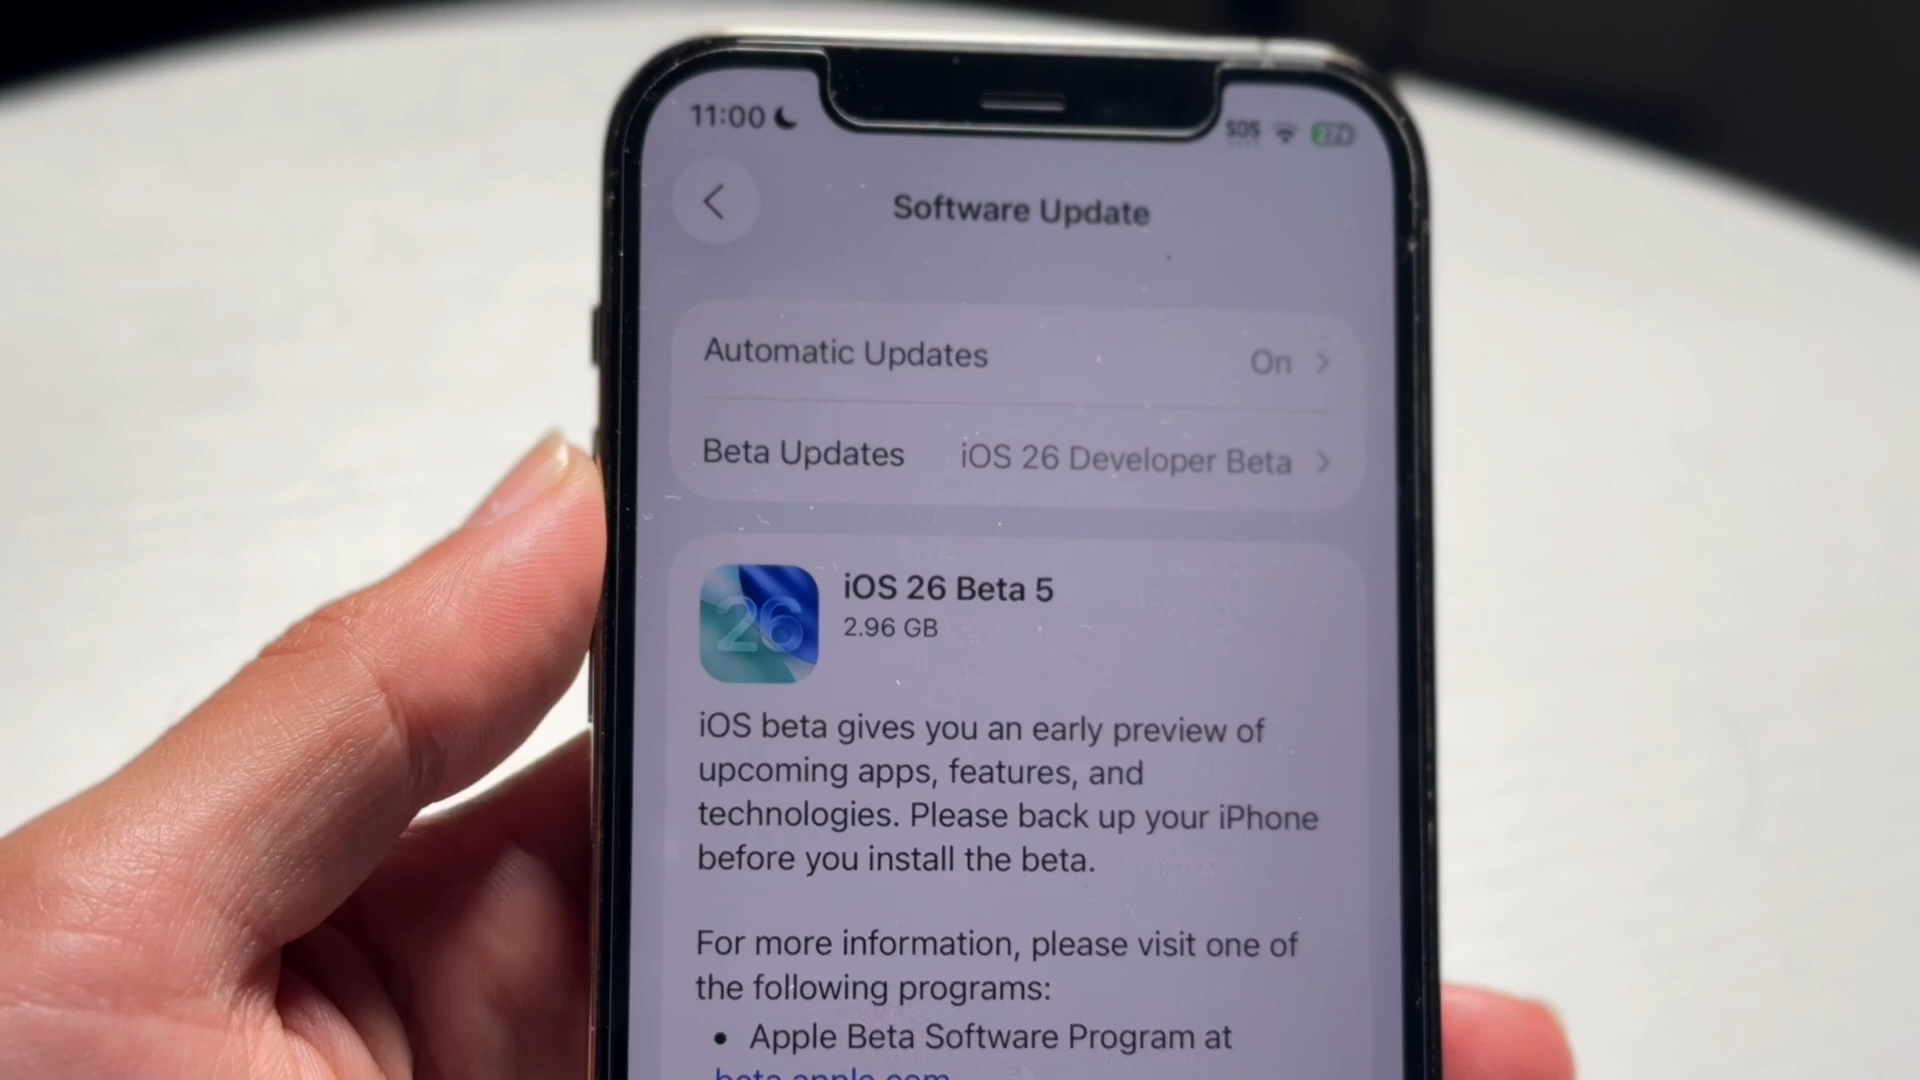 11:00
SOS
Software Update
Automatic Updates On
Beta Updates iOS 26 Developer Beta
26
iOS 26 Beta 5
2.96 GB
iOS beta gives you an early preview of
upcoming apps, features, and
technologies. Please back up your iPhone
before you install the beta.
For more information, please visit one of
the following programs:
• Apple Beta Software Program at
beta.apple.com